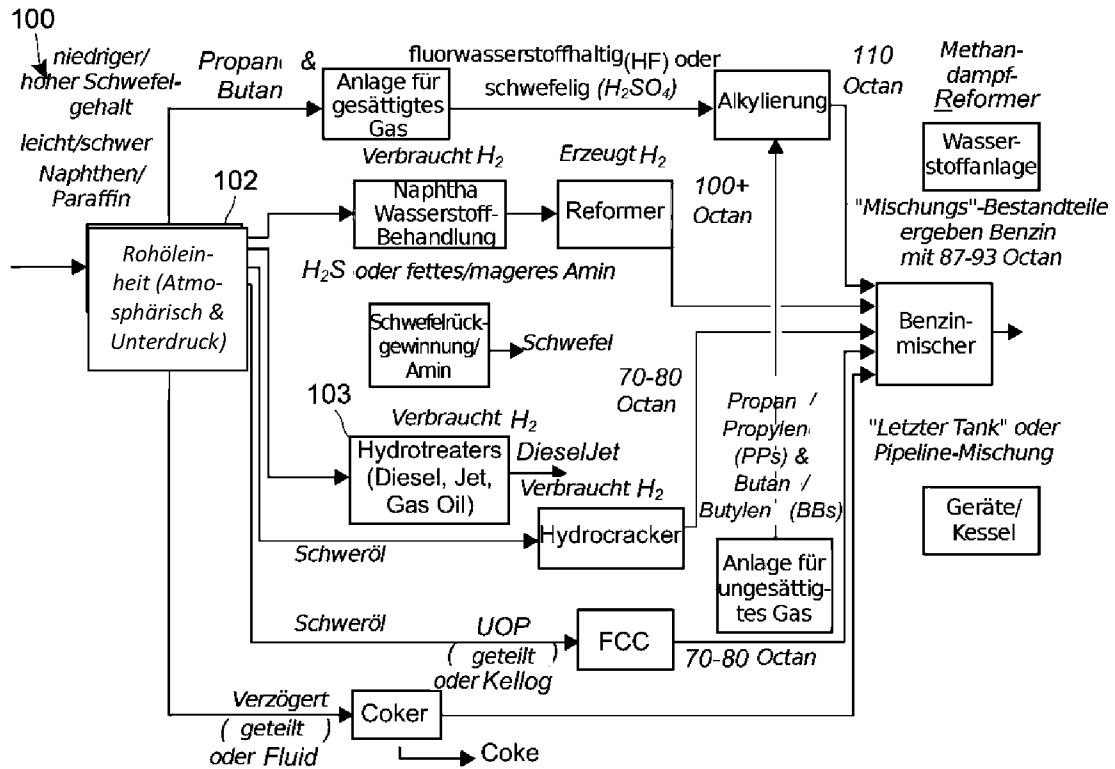 100
niedriger/
hoher Schwefel-
gehalt
leicht/schwer
Naphthen/
Paraffin
102
Rohölein-
heit (Atmo-
sphärisch &
Unterdruck)
Propan &
Butan
Anlage für
gesättigtes
Gas
fluorwasserstoffhaltig (HF) oder
schwefelig (H₂SO₄)
Alkylierung
110
Octan
Methan-
dampf-
Reformer
Wasser-
stoffanlage
Verbraucht H₂
Naphtha
Wasserstoff-
Behandlung
Erzeugt H₂
Reformer
100+
Octan
"Mischungs"-Bestandteile
ergeben Benzin
mit 87-93 Octan
H₂S oder fettes/mageres Amin
Schwefelrück-
gewinnung/
Amin
Schwefel
Benzin-
mischer
70-80
Octan
103
Verbraucht H₂
Hydrotreaters
(Diesel, Jet,
Gas Oil)
DieselJet
Verbraucht H₂
Hydrocracker
Schweröl
Propan /
Propylen
(PPs) &
Butan /
Butylen (BBs)
Anlage für
ungesättig-
tes Gas
"Letzter Tank" oder
Pipeline-Mischung
Geräte/
Kessel
Schweröl
UOP
( geteilt )
oder Kellog
FCC
70-80 Octan
Verzögert
( geteilt )
oder Fluid
Coker
Coke